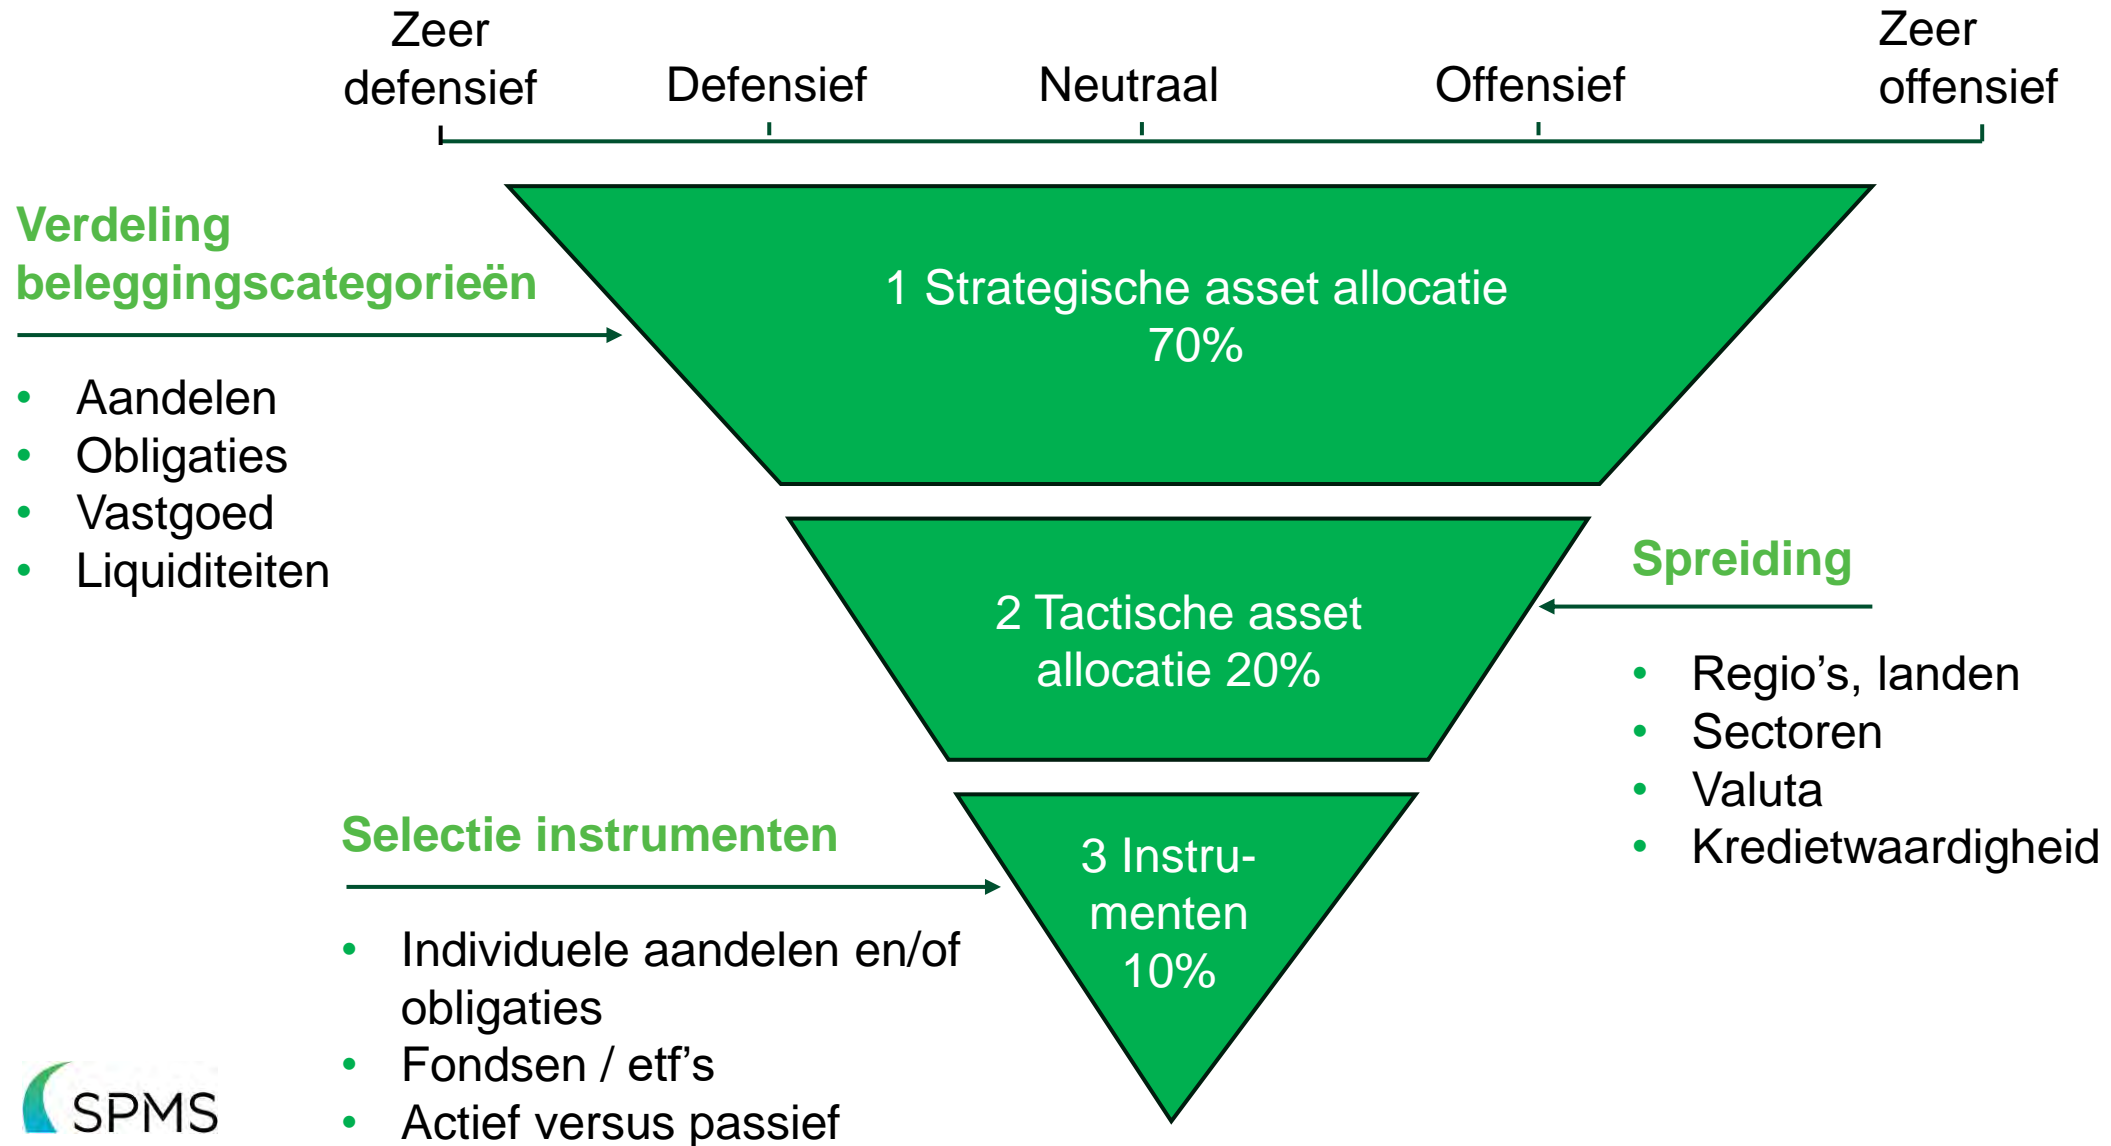 Zeer
defensief
Defensief
Neutraal
Offensief
Zeer
offensief
Verdeling
beleggingscategorieën
• Aandelen
• Obligaties
• Vastgoed
• Liquiditeiten
1 Strategische asset allocatie
70%
2 Tactische asset
allocatie 20%
Spreiding
• Regio’s, landen
• Sectoren
• Valuta
• Kredietwaardigheid
Selectie instrumenten
• Individuele aandelen en/of
obligaties
• Fondsen / etf’s
• Actief versus passief
3 Instru-
menten
10%
SPMS